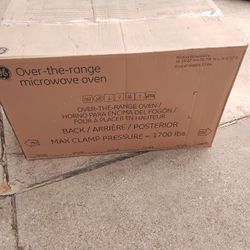 GE
Over-the-range
microwave oven
OVER-THE-RANGE OVEN /
HORNO PARA ENCIMA DEL FOGÓN /
FOUR À PLACER EN HAUTEUR
BACK / ARRIÈRE / POSTERIOR
MAX CLAMP PRESSURE = 1700 lbs.